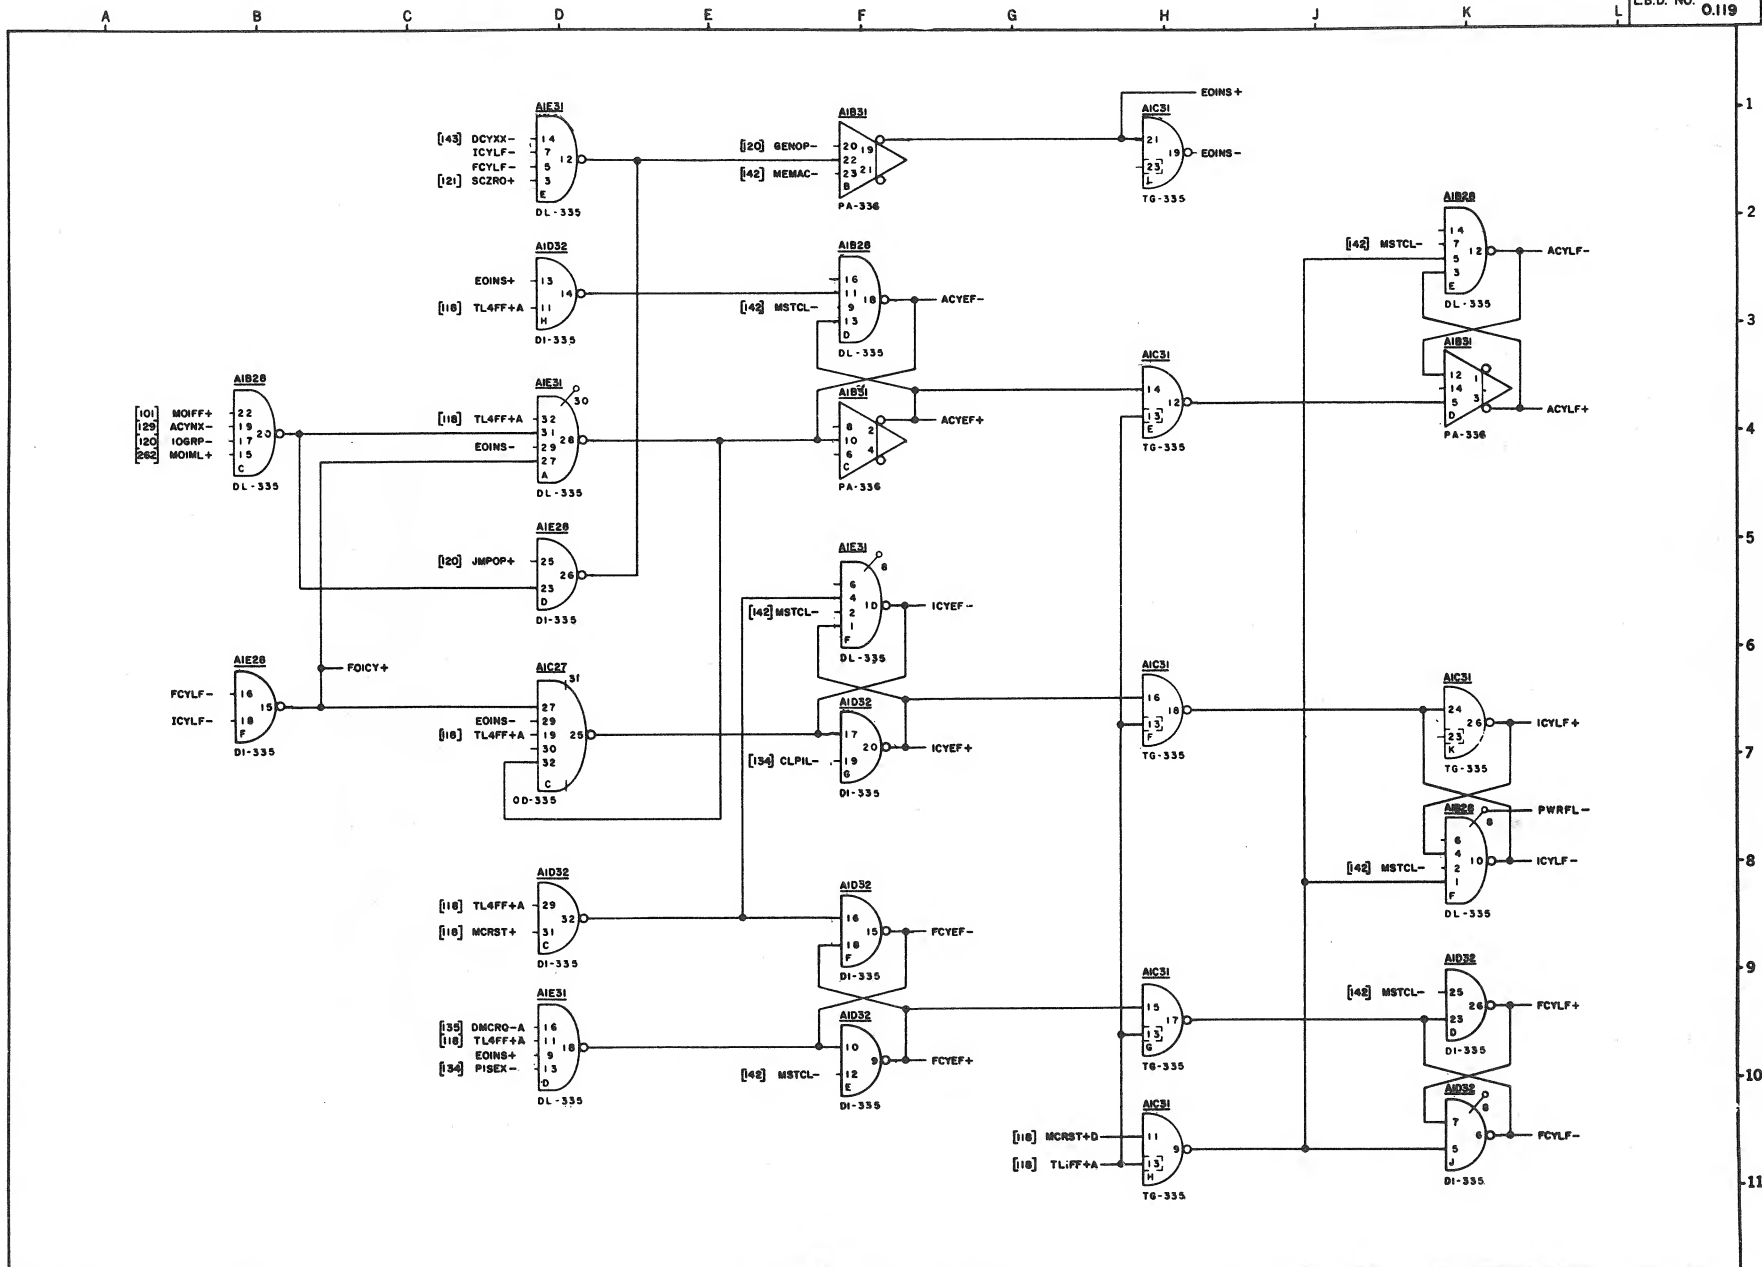 A B C D E F G H J K L
L.B.D. NO. 0.119
1
2
3
4
5
6
7
8
9
10
11
A1E31
[143] DCYXX- 14
ICYLF- 7
FCYLF- 5
[121] SCZRO+ 3
12
E
DL-335
A1B31
[120] GENOP- 20 19
22
[142] MEMAC- 23 21
B
PA-336
EOINS+
A1C31
21
19 EOINS-
[23]
L
TG-335
A1D32
EOINS+ 13
14
[118] TL4FF+A 11
H
DI-335
A1B28
16
11
[142] MSTCL- 9
13
18 ACYEF-
D
DL-335
A1B28
14
[142] MSTCL- 7
5
3
12 ACYLF-
E
DL-335
A1B31
12 1
14
5 3
D
ACYLF+
PA-336
A1B28
[101] MOIFF+ 22
[129] ACYNX- 19
[120] IOGRP- 17
[262] MOIML+ 15
20
C
DL-335
A1E31
30
[118] TL4FF+A 32
31
EOINS- 29
27
28
A
DL-335
A1B31
8 2
10
6 4
C
ACYEF+
PA-336
A1C31
14
12
[13]
E
TG-335
A1E28
[120] JMPOP+ 25
26
23
D
DI-335
A1E31
8
6
4
[142] MSTCL- 2
1
10 ICYEF-
F
DL-335
A1E28
FCYLF- 16
15
ICYLF- 18
F
DI-335
FOICY+
A1C27
31
27
EOINS- 29
[118] TL4FF+A 19
30
32
25
C
OD-335
A1D32
17
20 ICYEF+
[134] CLPIL- 19
G
DI-335
A1C31
16
18
[13]
F
TG-335
A1C31
24
26 ICYLF+
[23]
K
TG-335
A1B28
8 PWRFL-
6
4
[142] MSTCL- 2
1
10 ICYLF-
F
DL-335
A1D32
[118] TL4FF+A 29
32
[118] MCRST+ 31
C
DI-335
A1D32
16
15 FCYEF-
18
F
DI-335
A1E31
[135] DMCRQ-A 16
[118] TL4FF+A 11
EOINS+ 9
[134] PISEX- 13
18
D
DL-335
A1D32
10
9 FCYEF+
[142] MSTCL- 12
E
DI-335
A1C31
15
17
[13]
G
TG-335
A1D32
[142] MSTCL- 25
26 FCYLF+
23
D
DI-335
A1C31
[118] MCRST+D 11
9
[118] TL1FF+A [13]
H
TG-335
A1D32
8
7
6 FCYLF-
5
J
DI-335